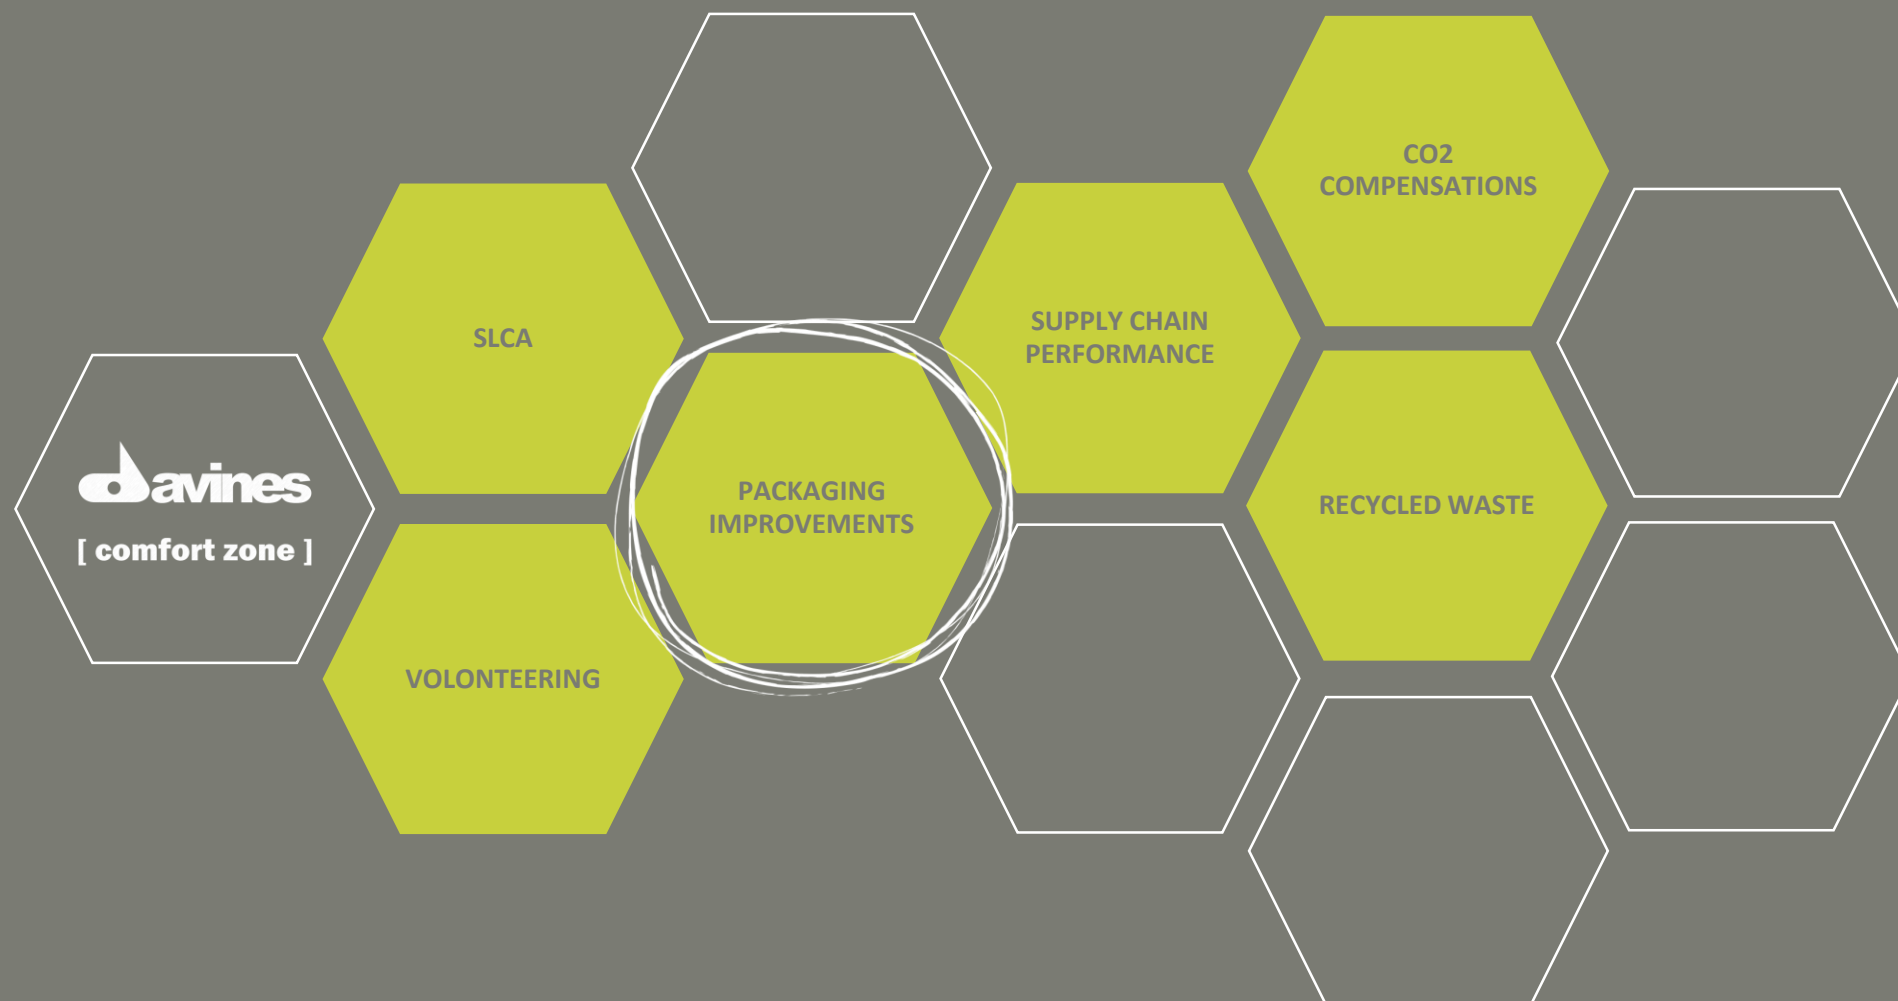 davines
[ comfort zone ]
SLCA
VOLONTEERING
PACKAGING
IMPROVEMENTS
SUPPLY CHAIN
PERFORMANCE
CO2
COMPENSATIONS
RECYCLED WASTE